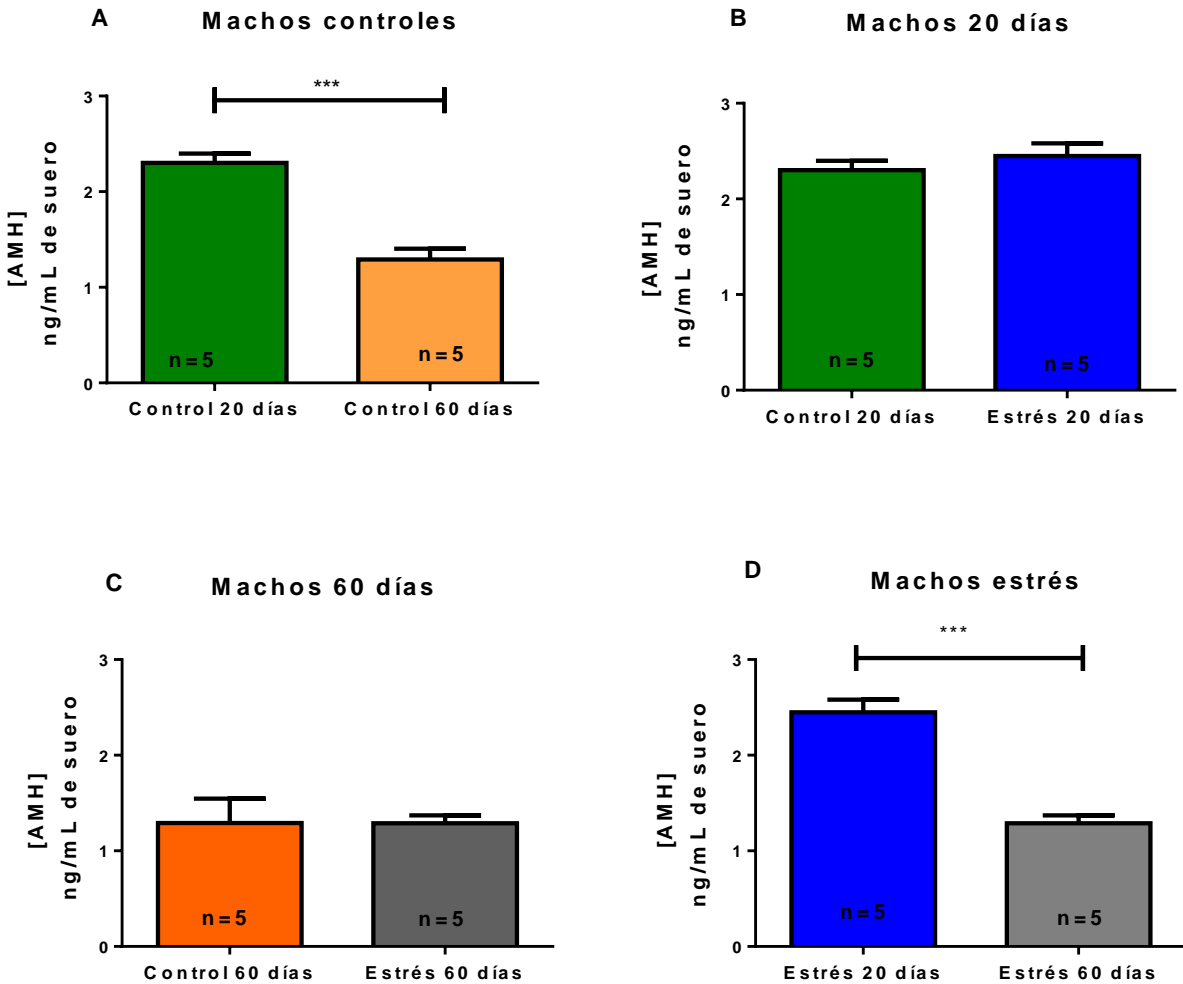 A
Machos controles
***
[AMH]
ng/mL de suero
3
2
1
0
n=5
n=5
Control 20 días
Control 60 días
B
Machos 20 días
[AMH]
ng/mL de suero
3
2
1
0
n=5
n=5
Control 20 días
Estrés 20 días
C
Machos 60 días
[AMH]
ng/mL de suero
3
2
1
0
n=5
n=5
Control 60 días
Estrés 60 días
D
Machos estrés
***
[AMH]
ng/mL de suero
3
2
1
0
n=5
n=5
Estrés 20 días
Estrés 60 días